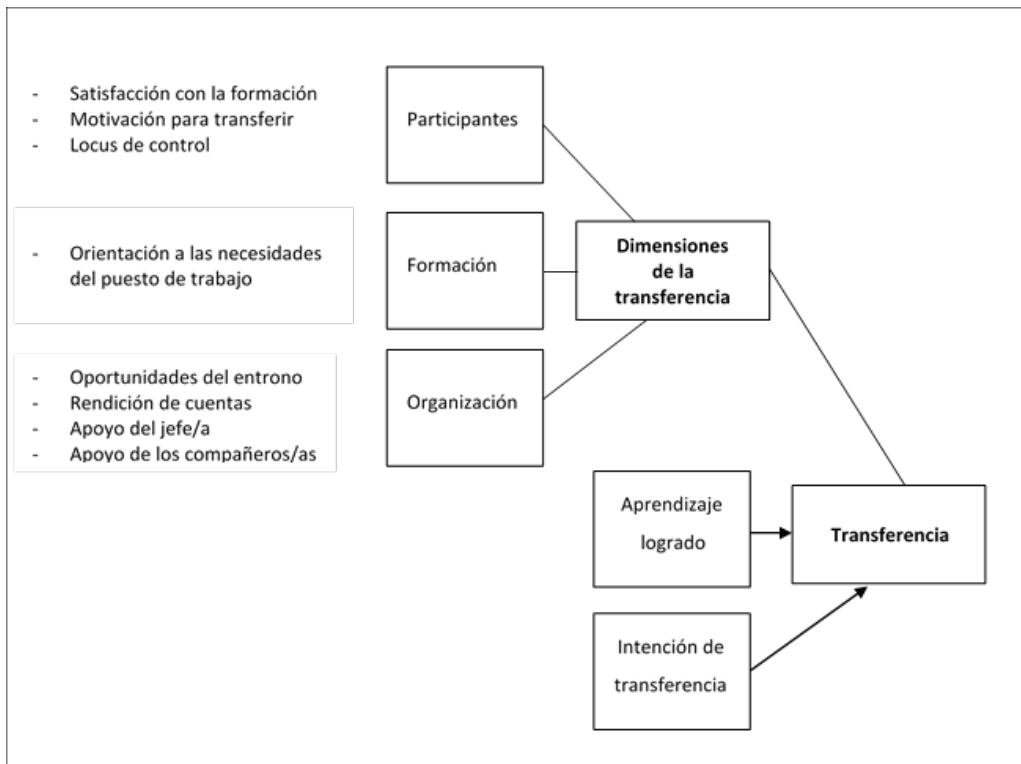 - Satisfacción con la formación
- Motivación para transferir
- Locus de control
Participantes
- Orientación a las necesidades
del puesto de trabajo
Formación
Dimensiones
de la
transferencia
- Oportunidades del entrono
- Rendición de cuentas
- Apoyo del jefe/a
- Apoyo de los compañeros/as
Organización
Aprendizaje
logrado
Transferencia
Intención de
transferencia